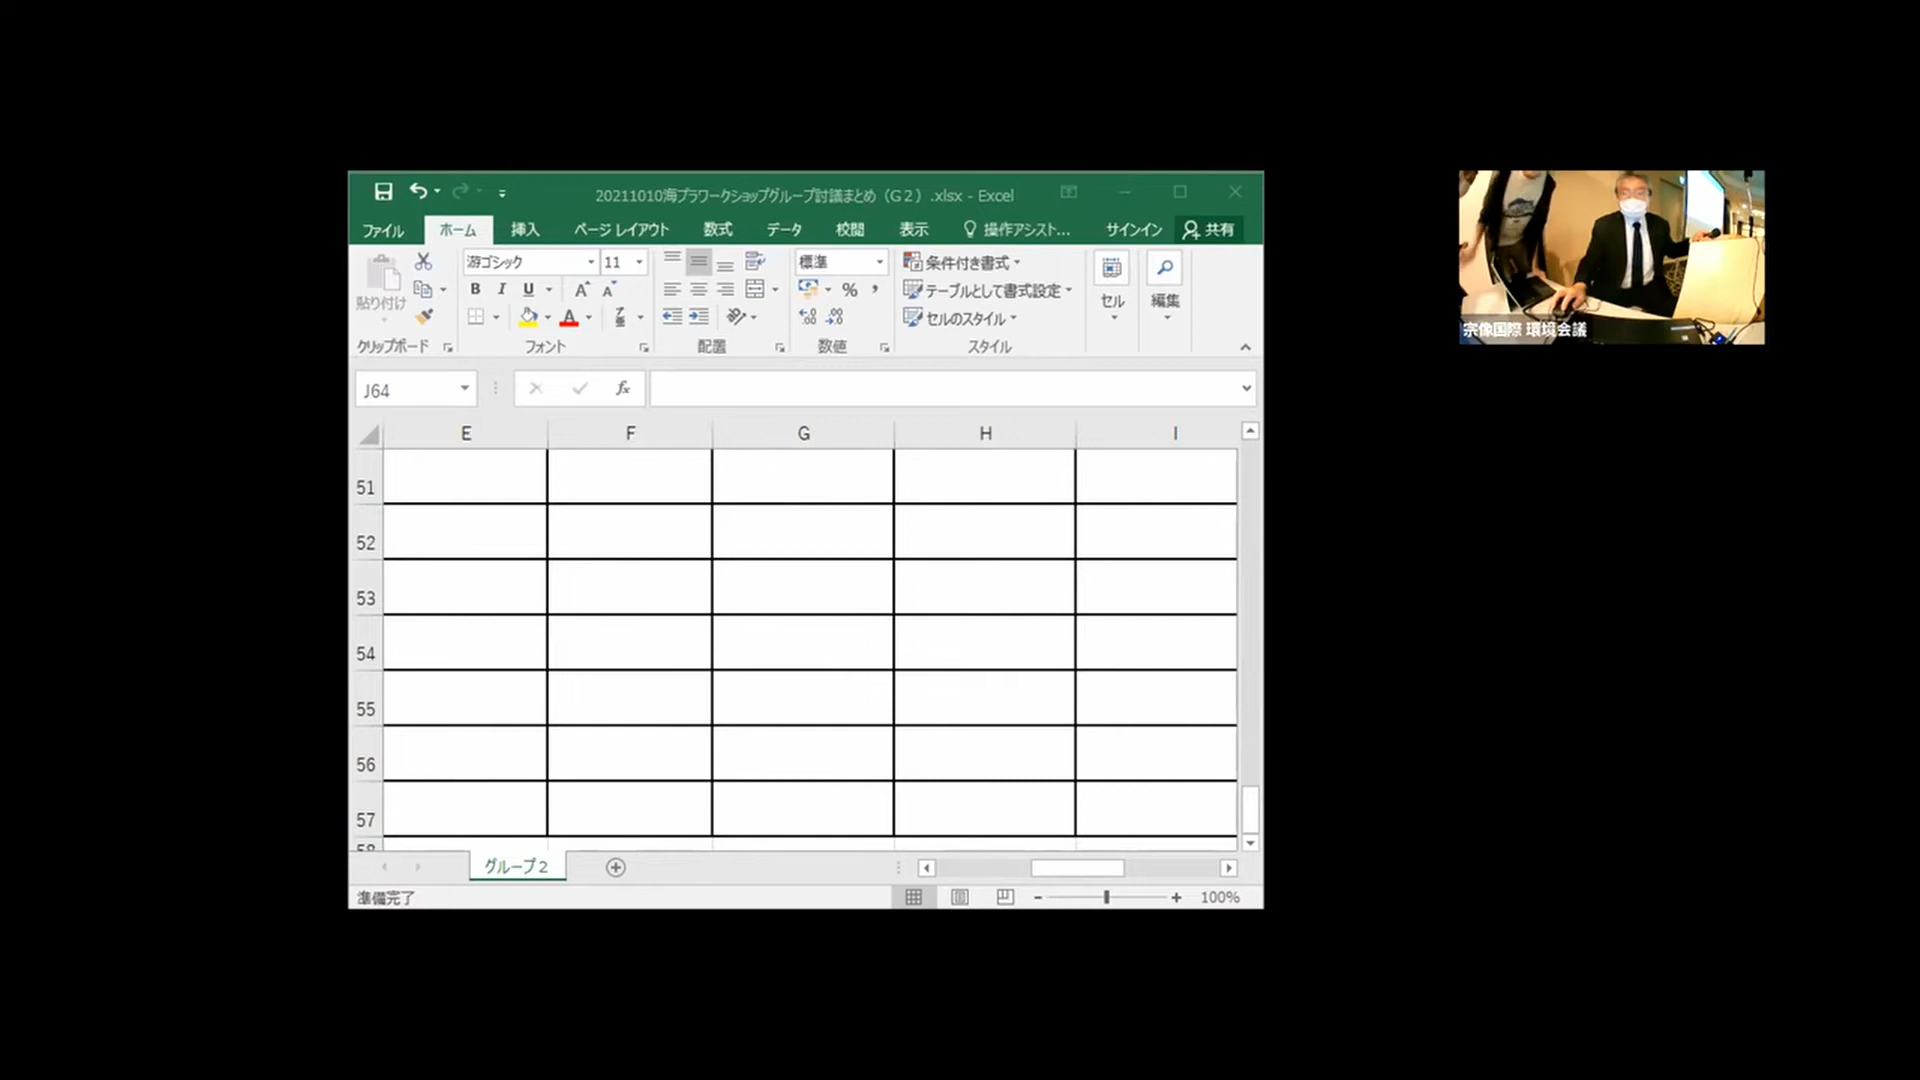 20211010海プラワークショップグループ討議まとめ（G２）.xlsx - Excel
ファイル ホーム 挿入 ページ レイアウト 数式 データ 校閲 表示 操作アシスト... サインイン 共有
貼り付け
游ゴシック 11
B I U A A
A 亜
標準
% ,
条件付き書式
テーブルとして書式設定
セルのスタイル
セル
編集
クリップボード フォント 配置 数値 スタイル
J64 fx
E F G H I
51
52
53
54
55
56
57
58
グループ２
準備完了 100%
宗像国際 環境会議